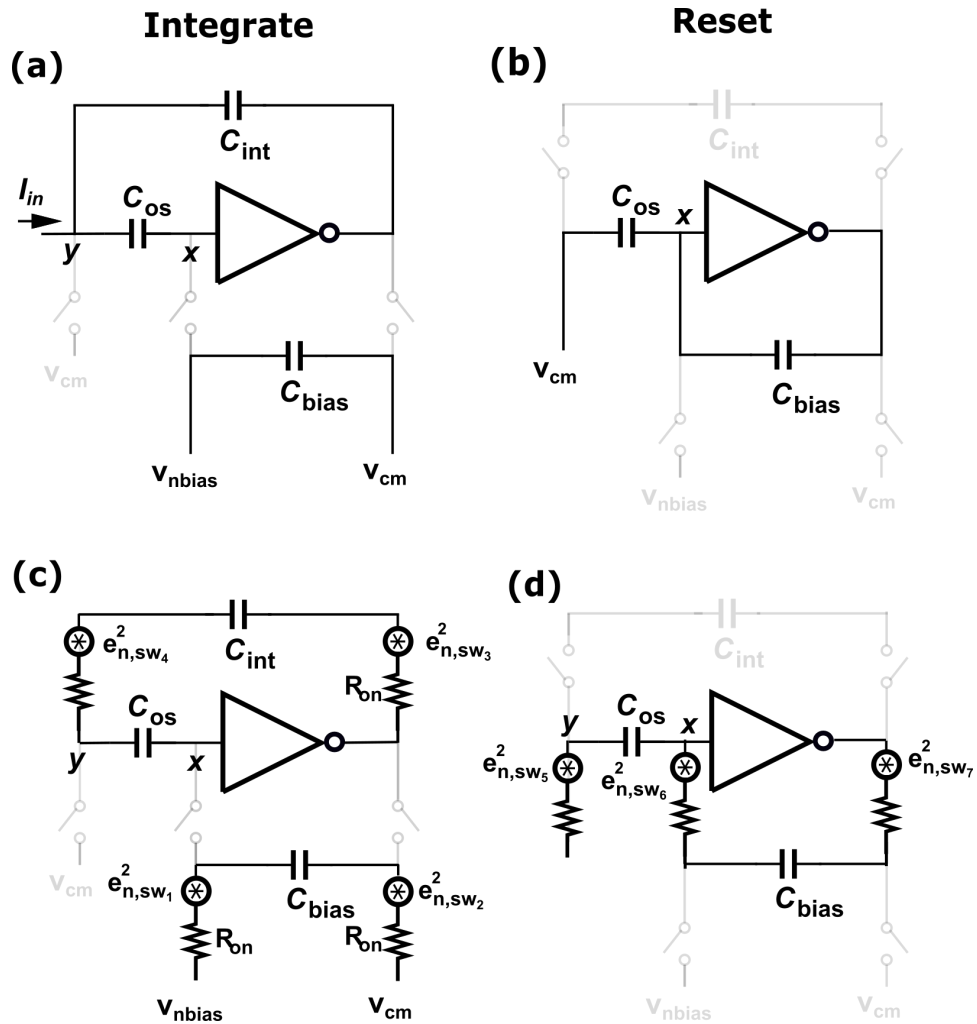 Integrate
Reset
(a)
C_int
I_in
C_os
y
x
v_cm
C_bias
v_nbias
v_cm
(b)
C_int
C_os
x
v_cm
C_bias
v_nbias
v_cm
(c)
e²_n,sw₄
C_int
e²_n,sw₃
R_on
C_os
y
x
v_cm
e²_n,sw₁
C_bias
e²_n,sw₂
R_on
R_on
v_nbias
v_cm
(d)
C_int
y
C_os
x
e²_n,sw₅
e²_n,sw₆
e²_n,sw₇
C_bias
v_nbias
v_cm